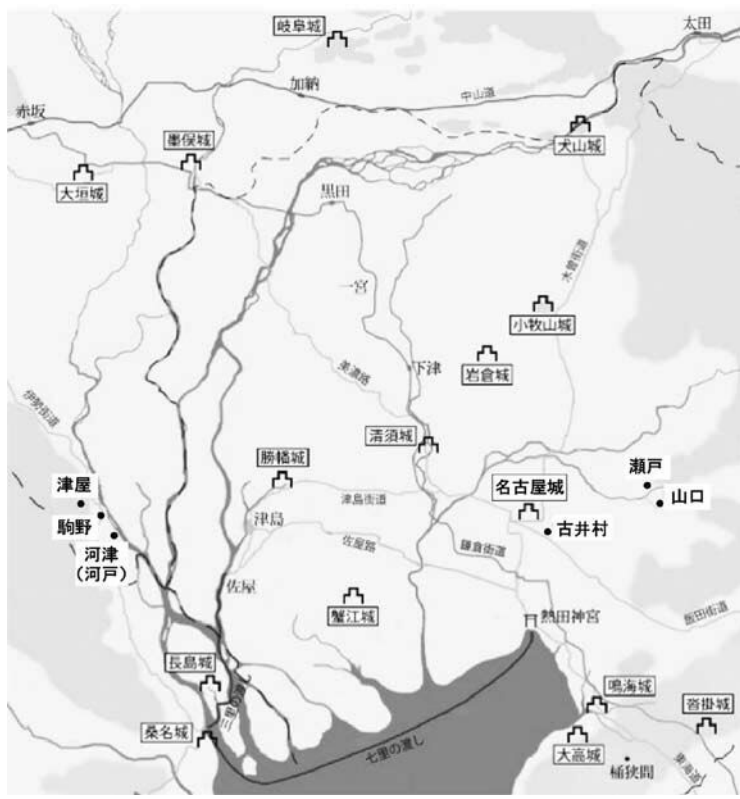 岐阜城
太田
加納
中山道
赤坂
墨俣城
犬山城
大垣城
黒田
木曽街道
一宮
小牧山城
下津
岩倉城
美濃路
伊勢街道
清須城
勝幡城
瀬戸
津屋
名古屋城
山口
津島街道
駒野
津島
古井村
河津
(河戸)
佐屋路
鎌倉街道
佐屋
蟹江城
熱田神宮
飯田街道
長島城
三里の渡し
鳴海城
沓掛城
桑名城
七里の渡し
大高城
桶狭間
東海道